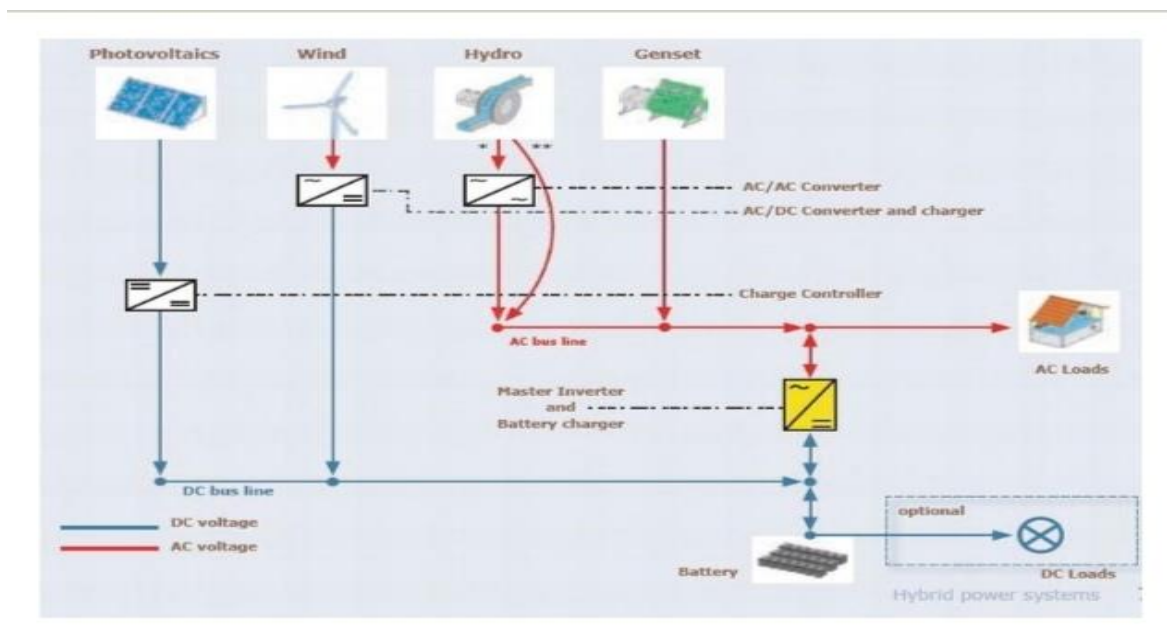 Photovoltaics Wind Hydro Genset
* **
AC/AC Converter
AC/DC Converter and charger
Charge Controller
AC bus line
AC Loads
Master Inverter
and
Battery charger
DC bus line
DC voltage
AC voltage
optional
Battery
DC Loads
Hybrid power systems